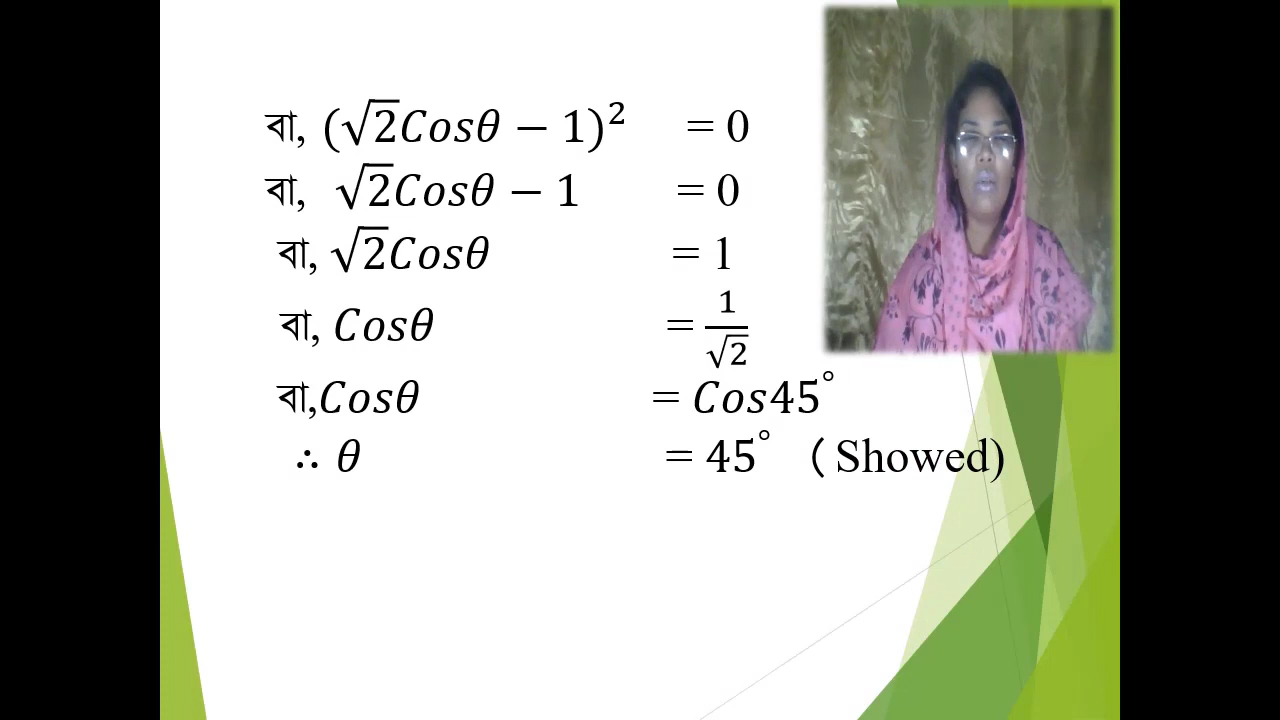 বা, (√2Cosθ − 1)² = 0
বা, √2Cosθ − 1 = 0
বা, √2Cosθ = 1
বা, Cosθ = 1/√2
বা,Cosθ = Cos45°
∴ θ = 45° (Showed)